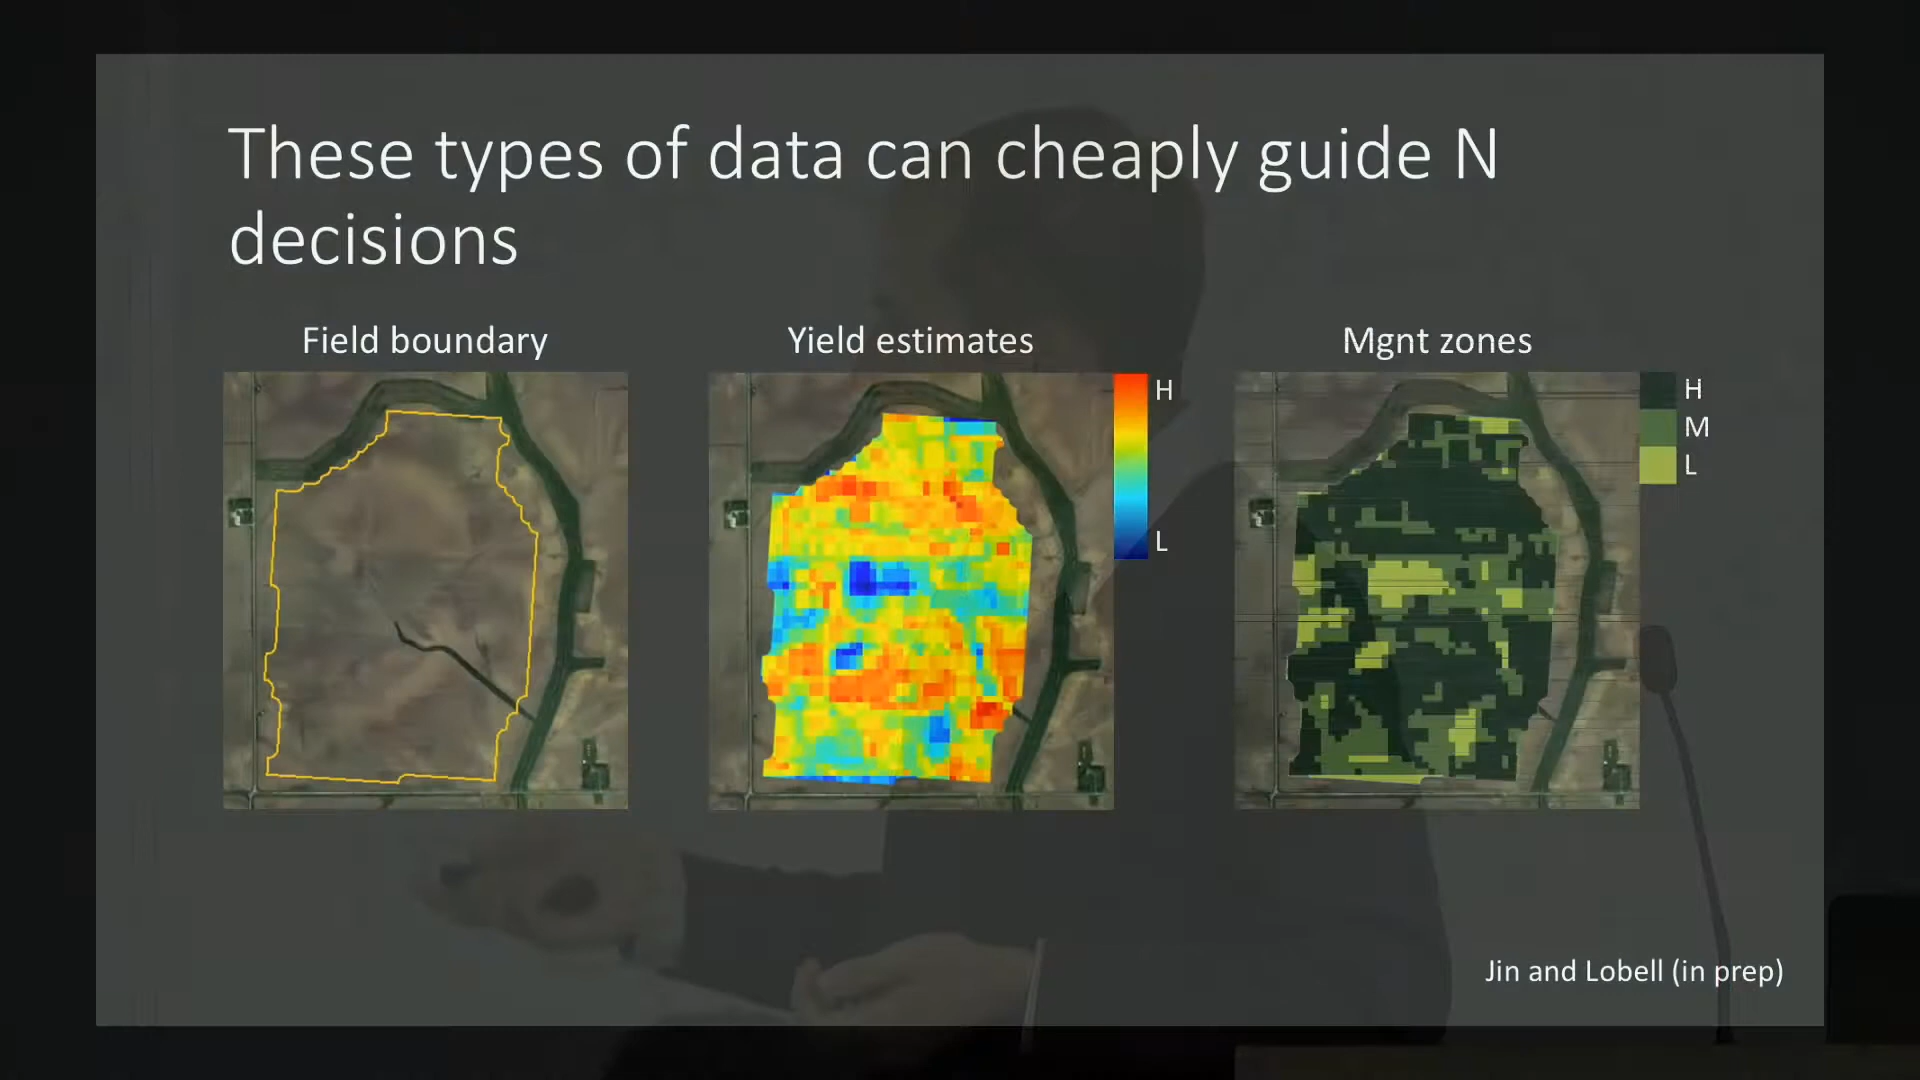 These types of data can cheaply guide N
decisions
Field boundary
Yield estimates
Mgnt zones
H
L
H
M
L
Jin and Lobell (in prep)